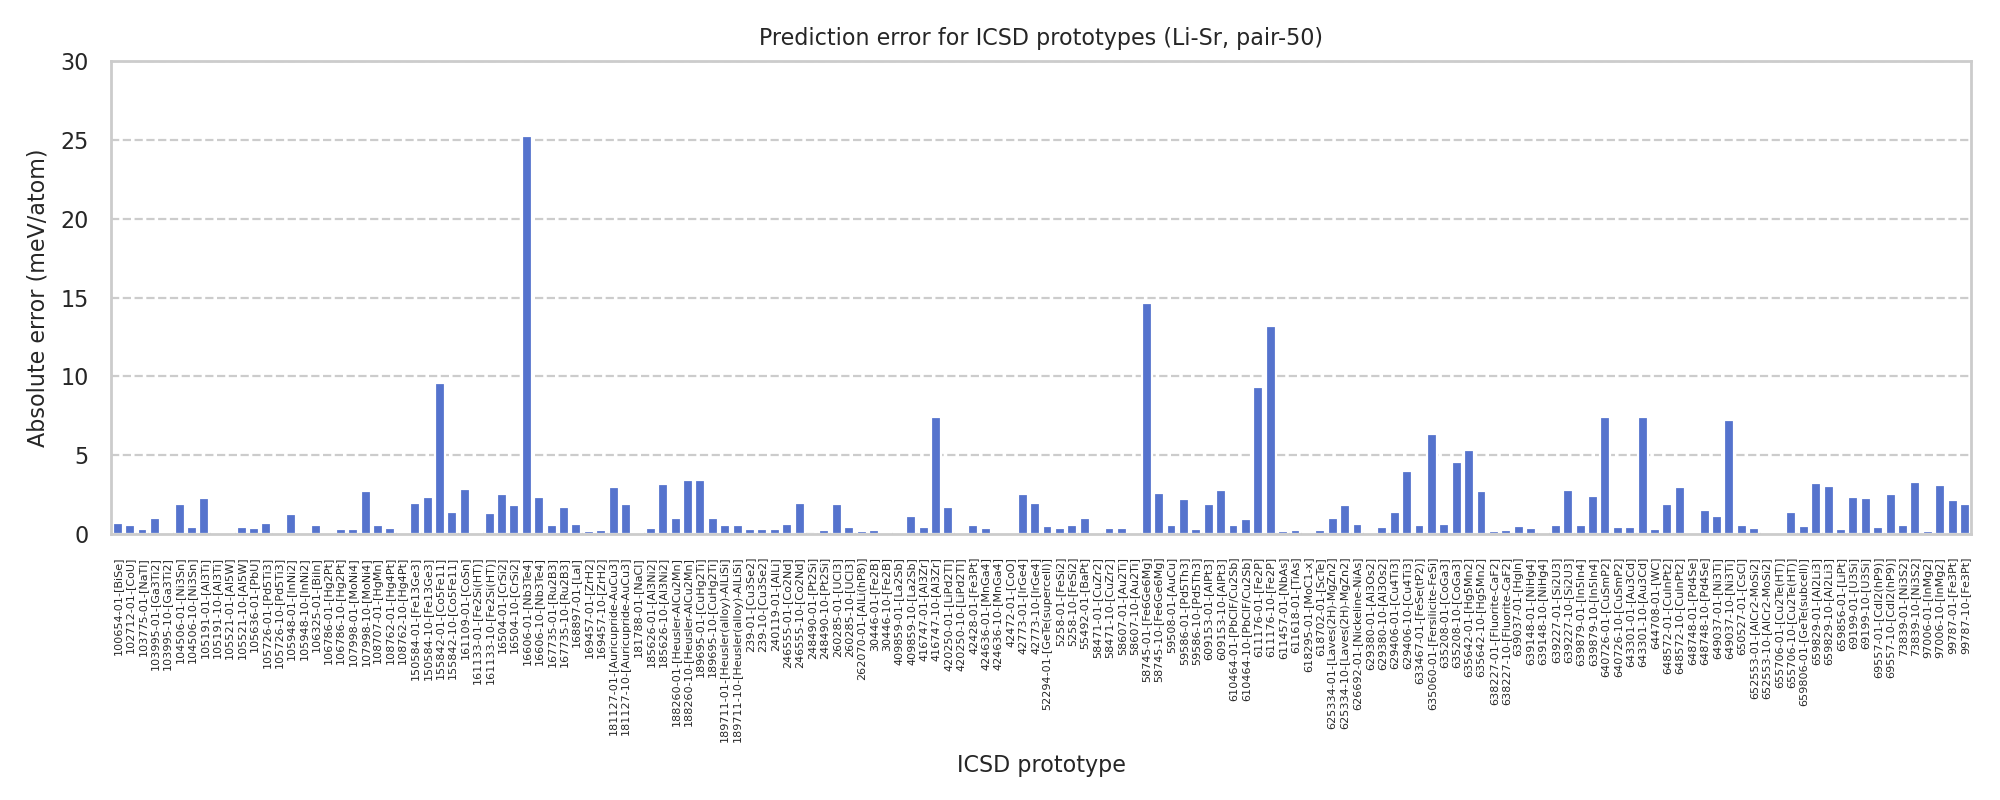 Prediction error for ICSD prototypes (Li-Sr, pair-50)
Absolute error (meV/atom)
30
25
20
15
10
5
0
100654-01-[BiSe]
102712-01-[CoU]
103775-01-[NaTl]
103995-01-[Ga3Ti2]
103995-10-[Ga3Ti2]
104506-01-[Ni3Sn]
104506-10-[Ni3Sn]
105191-01-[Al3Ti]
105191-10-[Al3Ti]
105521-01-[Al5W]
105521-10-[Al5W]
105636-01-[PbU]
105726-01-[Pd5Ti3]
105726-10-[Pd5Ti3]
105948-01-[InNi2]
105948-10-[InNi2]
106325-01-[BiIn]
106786-01-[Hg2Pt]
106786-10-[Hg2Pt]
107998-01-[MoNi4]
107998-10-[MoNi4]
108707-01-[HgMn]
108762-01-[Hg4Pt]
108762-10-[Hg4Pt]
150584-01-[Fe13Ge3]
150584-10-[Fe13Ge3]
155842-01-[Co5Fe11]
155842-10-[Co5Fe11]
161109-01-[CoSn]
161133-01-[Fe2Si(HT)]
161133-10-[Fe2Si(HT)]
16504-01-[CrSi2]
16504-10-[CrSi2]
16606-01-[Nb3Te4]
16606-10-[Nb3Te4]
167735-01-[Ru2B3]
167735-10-[Ru2B3]
168897-01-[LaI]
169457-01-[ZrH2]
169457-10-[ZrH2]
181127-01-[Auricupride-AuCu3]
181127-10-[Auricupride-AuCu3]
181788-01-[NaCl]
185626-01-[Al3Ni2]
185626-10-[Al3Ni2]
188260-01-[Heusler-AlCu2Mn]
188260-10-[Heusler-AlCu2Mn]
189695-01-[CuHg2Ti]
189695-10-[CuHg2Ti]
189711-01-[Heusler(alloy)-AlLiSi]
189711-10-[Heusler(alloy)-AlLiSi]
239-01-[Cu3Se2]
239-10-[Cu3Se2]
240119-01-[AlLi]
246555-01-[Co2Nd]
246555-10-[Co2Nd]
248490-01-[Pt2Si]
248490-10-[Pt2Si]
260285-01-[UCl3]
260285-10-[UCl3]
262070-01-[AlLi(hP8)]
30446-01-[Fe2B]
30446-10-[Fe2B]
409859-01-[La2Sb]
409859-10-[La2Sb]
416747-01-[Al3Zr]
416747-10-[Al3Zr]
420250-01-[LiPd2Tl]
420250-10-[LiPd2Tl]
42428-01-[Fe3Pt]
424636-01-[MnGa4]
424636-10-[MnGa4]
42472-01-[CoO]
42773-01-[IrGe4]
42773-10-[IrGe4]
52294-01-[GeTe(supercell)]
5258-01-[FeSi2]
5258-10-[FeSi2]
55492-01-[BaPt]
58471-01-[CuZr2]
58471-10-[CuZr2]
58607-01-[Au2Ti]
58607-10-[Au2Ti]
58745-01-[Fe6Ge6Mg]
58745-10-[Fe6Ge6Mg]
59508-01-[AuCu]
59586-01-[Pd5Th3]
59586-10-[Pd5Th3]
609153-01-[AlPt3]
609153-10-[AlPt3]
610464-01-[PbClF/Cu2Sb]
610464-10-[PbClF/Cu2Sb]
611176-01-[Fe2P]
611176-10-[Fe2P]
611457-01-[NbAs]
611618-01-[TiAs]
618295-01-[MoC1-x]
618702-01-[ScTe]
625334-01-[Laves(2H)-MgZn2]
625334-10-[Laves(2H)-MgZn2]
626692-01-[Nickeline-NiAs]
629380-01-[Al3Os2]
629380-10-[Al3Os2]
629406-01-[Cu4Ti3]
629406-10-[Cu4Ti3]
633467-01-[FeSe(tP2)]
635060-01-[Fersilicite-FeSi]
635208-01-[CoGa3]
635208-10-[CoGa3]
635642-01-[Hg5Mn2]
635642-10-[Hg5Mn2]
638227-01-[Fluorite-CaF2]
638227-10-[Fluorite-CaF2]
639037-01-[HgIn]
639148-01-[NiHg4]
639148-10-[NiHg4]
639227-01-[Si2U3]
639227-10-[Si2U3]
639879-01-[In5In4]
639879-10-[In5In4]
640726-01-[CuSmP2]
640726-10-[CuSmP2]
643301-01-[Au3Cd]
643301-10-[Au3Cd]
644708-01-[WC]
648572-01-[CuInPt2]
648572-10-[CuInPt2]
648748-01-[Pd4Se]
648748-10-[Pd4Se]
649037-01-[Ni3Ti]
649037-10-[Ni3Ti]
650527-01-[CsCl]
652553-01-[AlCr2-MoSi2]
652553-10-[AlCr2-MoSi2]
655706-01-[Cu2Te(HT)]
655706-10-[Cu2Te(HT)]
659806-01-[GeTe(subcell)]
659829-01-[Al2Li3]
659829-10-[Al2Li3]
659856-01-[LiPt]
69199-01-[U3Si]
69199-10-[U3Si]
69557-01-[CdI2(hP9)]
69557-10-[CdI2(hP9)]
73839-01-[Ni3S2]
73839-10-[Ni3S2]
97006-01-[InMg2]
97006-10-[InMg2]
99787-01-[Fe3Pt]
99787-10-[Fe3Pt]
ICSD prototype